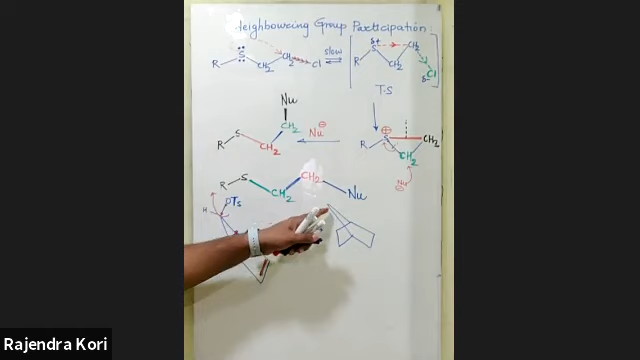 Neighbouring Group Participation
R S CH2 CH2 Cl slow R S δ+ CH2 CH2 Cl δ-
T.S
Nu
R S CH2 CH2 Nu⊖ R S ⊕ CH2 CH2
Nu ⊖
R S CH2 CH2 Nu
H OTs
Rajendra Kori